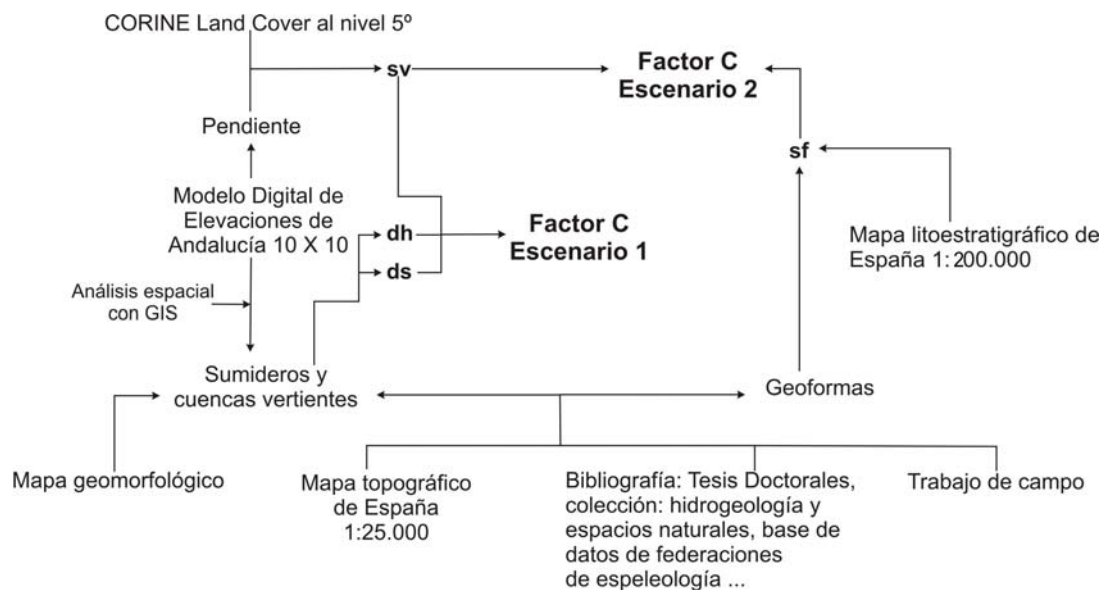 CORINE Land Cover al nivel 5º
sv
Factor C
Escenario 2
Pendiente
sf
Modelo Digital de
Elevaciones de
Andalucía 10 X 10
dh
ds
Factor C
Escenario 1
Mapa litoestratigráfico de
España 1:200.000
Análisis espacial
con GIS
Sumideros y
cuencas vertientes
Geoformas
Mapa geomorfológico
Mapa topográfico
de España
1:25.000
Bibliografía: Tesis Doctorales,
colección: hidrogeología y
espacios naturales, base de
datos de federaciones
de espeleología ...
Trabajo de campo